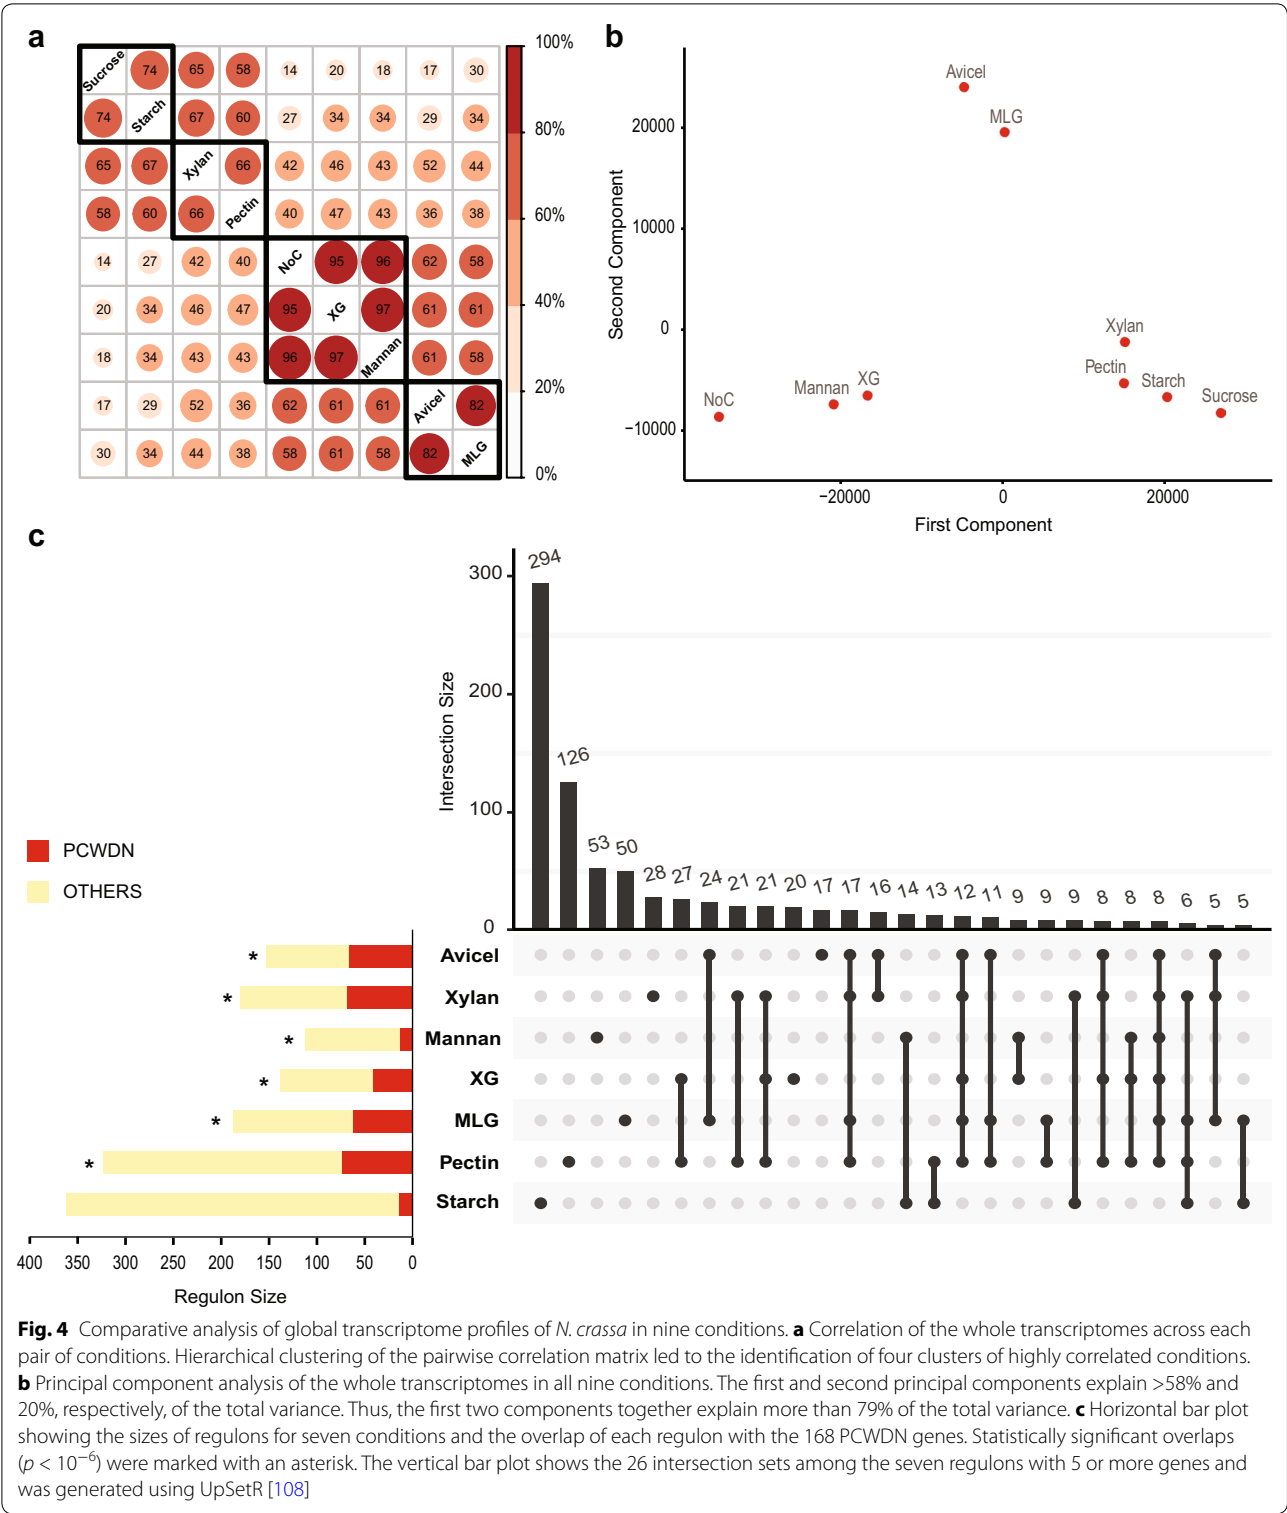 a
Sucrose 74 65 58 14 20 18 17 30
74 Starch 67 60 27 34 34 29 34
65 67 Xylan 66 42 46 43 52 44
58 60 66 Pectin 40 47 43 36 38
14 27 42 40 NoC 95 96 62 58
20 34 46 47 95 XG 97 61 61
18 34 43 43 96 97 Mannan 61 58
17 29 52 36 62 61 61 Avicel 82
30 34 44 38 58 61 58 82 MLG
100%
80%
60%
40%
20%
0%
b
Second Component
20000
10000
0
−10000
Avicel
MLG
Xylan
Pectin
Starch
Sucrose
XG
Mannan
NoC
−20000 0 20000
First Component
c
Intersection Size
300
200
100
0
294 126 53 50 28 27 24 21 21 20 17 17 16 14 13 12 11 9 9 9 8 8 8 6 5 5
PCWDN
OTHERS
* Avicel
* Xylan
* Mannan
* XG
* MLG
* Pectin
Starch
400 350 300 250 200 150 100 50 0
Regulon Size
Fig. 4 Comparative analysis of global transcriptome profiles of N. crassa in nine conditions. a Correlation of the whole transcriptomes across each
pair of conditions. Hierarchical clustering of the pairwise correlation matrix led to the identification of four clusters of highly correlated conditions.
b Principal component analysis of the whole transcriptomes in all nine conditions. The first and second principal components explain >58% and
20%, respectively, of the total variance. Thus, the first two components together explain more than 79% of the total variance. c Horizontal bar plot
showing the sizes of regulons for seven conditions and the overlap of each regulon with the 168 PCWDN genes. Statistically significant overlaps
(p < 10⁻⁶) were marked with an asterisk. The vertical bar plot shows the 26 intersection sets among the seven regulons with 5 or more genes and
was generated using UpSetR [108]